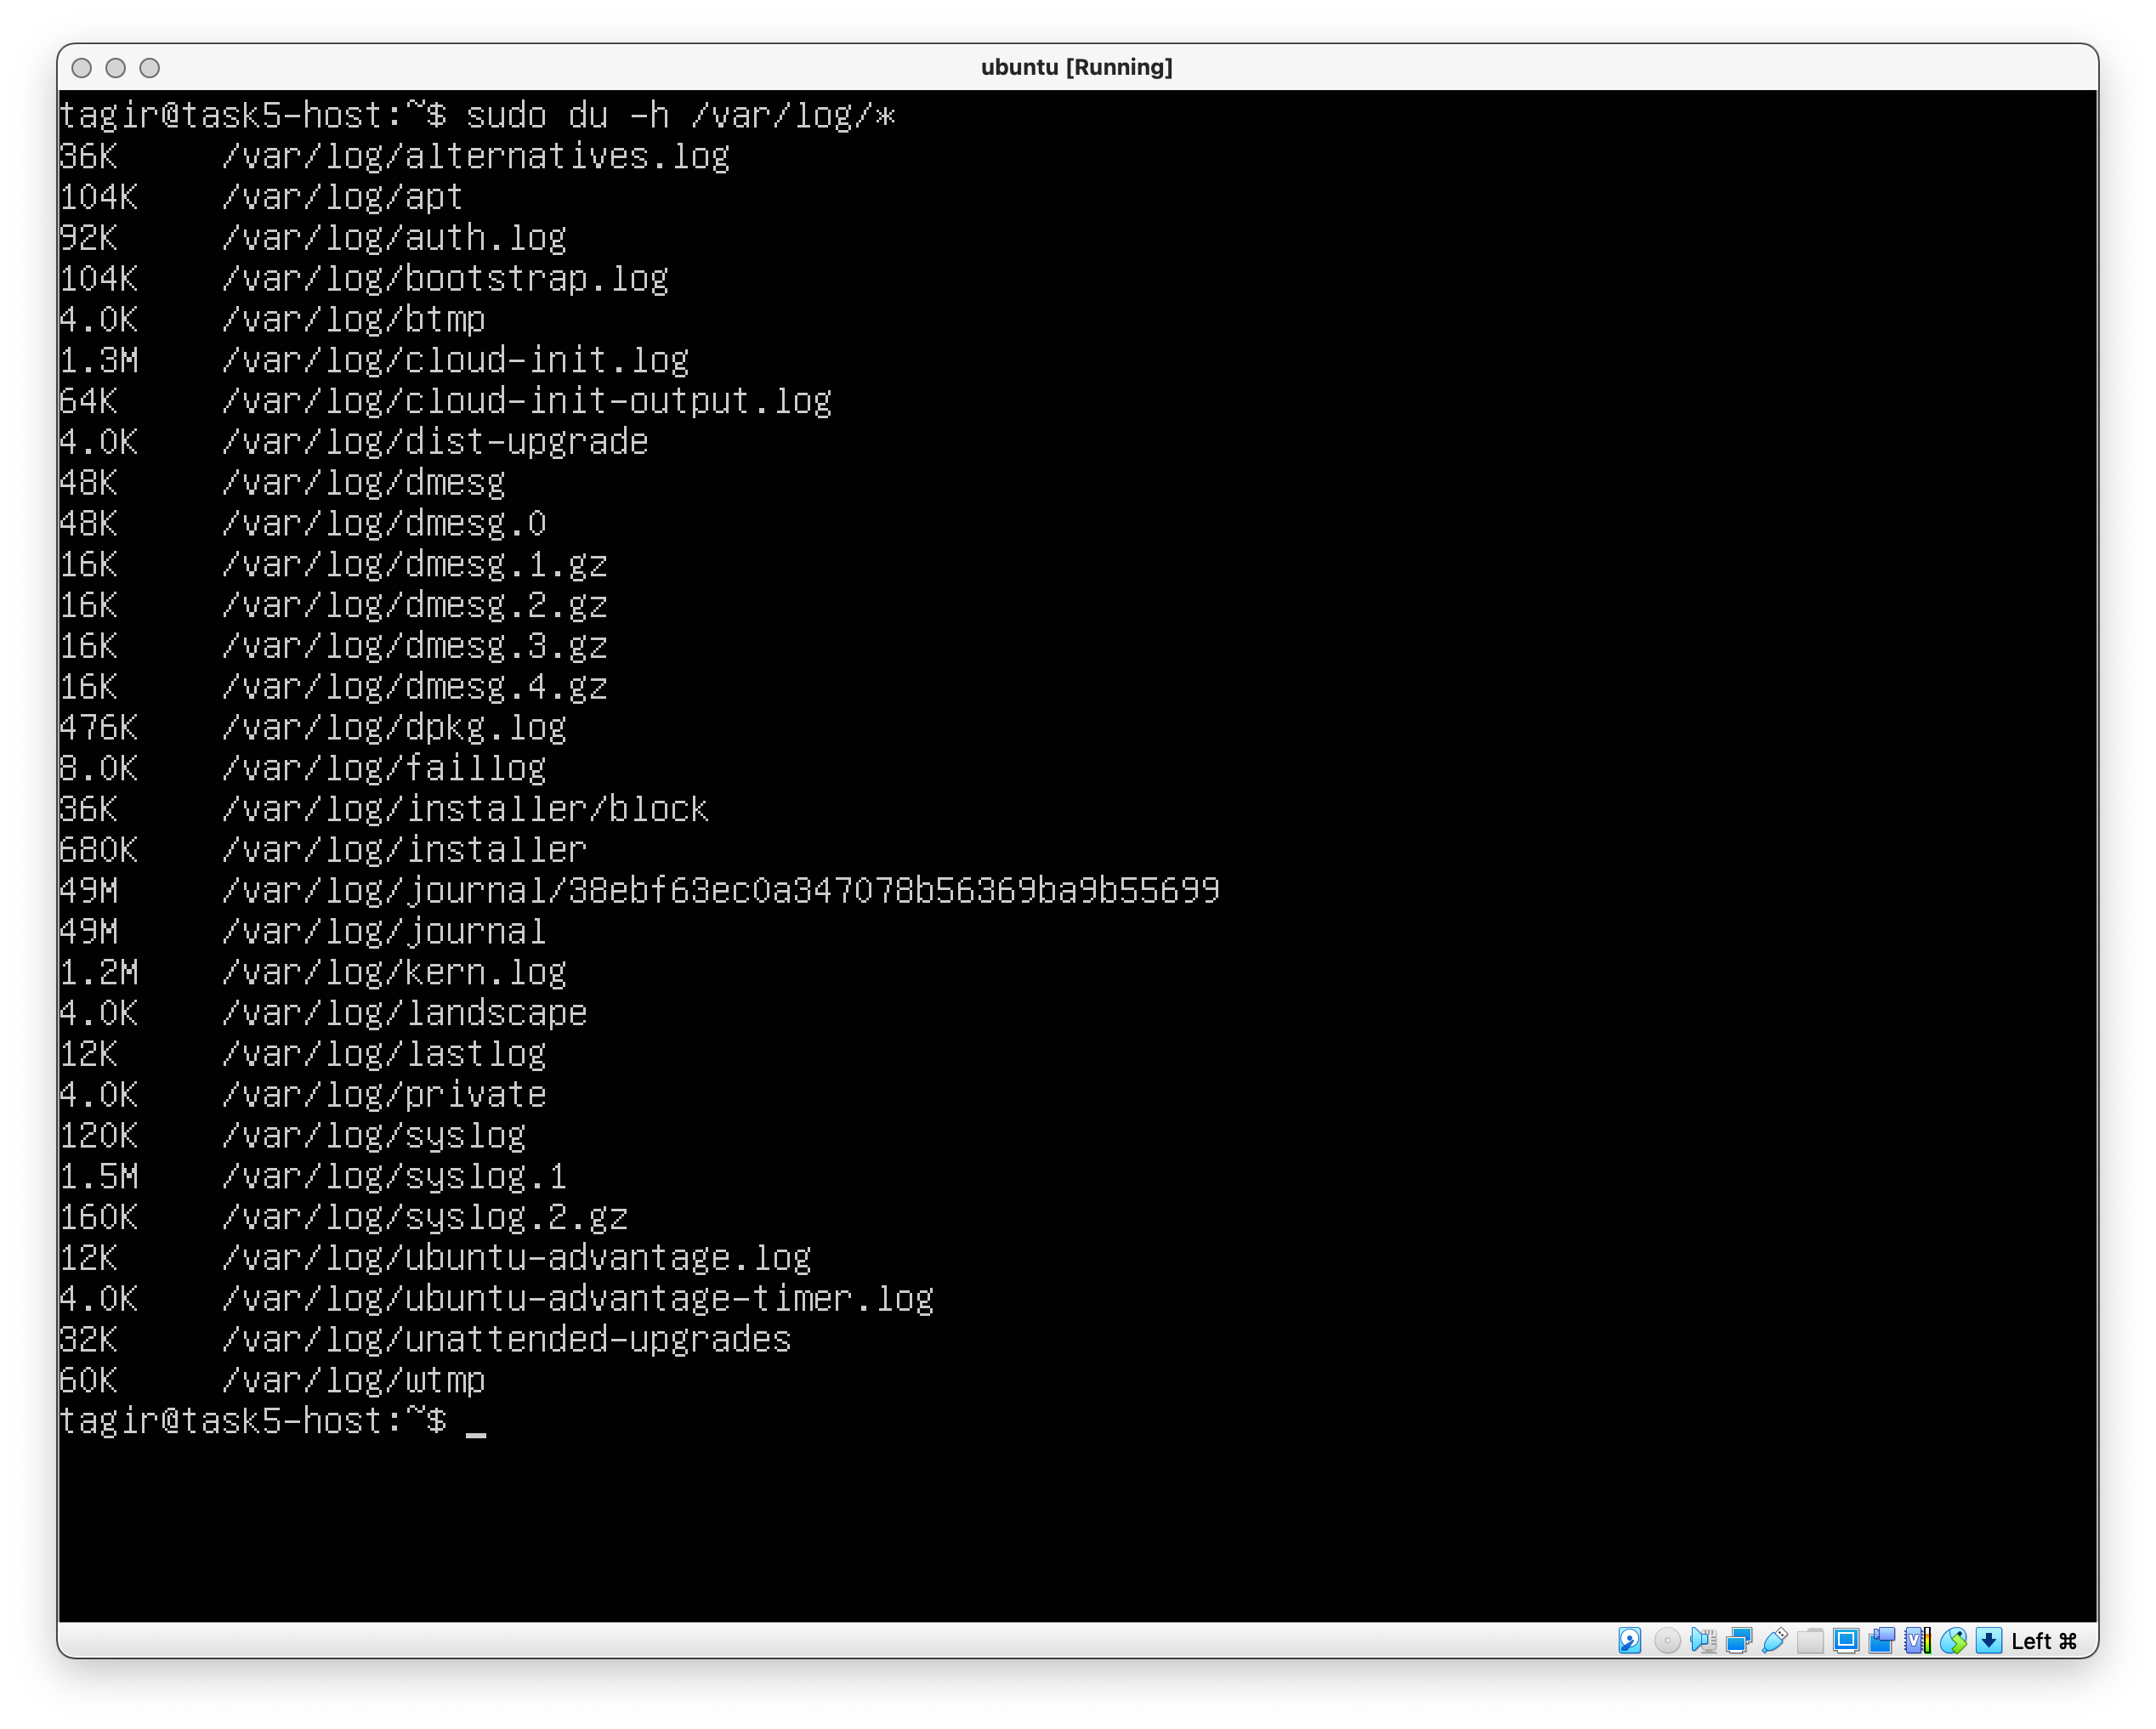 ubuntu [Running]
tagir@task5-host:~$ sudo du -h /var/log/*
36K /var/log/alternatives.log
104K /var/log/apt
92K /var/log/auth.log
104K /var/log/bootstrap.log
4.0K /var/log/btmp
1.3M /var/log/cloud-init.log
64K /var/log/cloud-init-output.log
4.0K /var/log/dist-upgrade
48K /var/log/dmesg
48K /var/log/dmesg.0
16K /var/log/dmesg.1.gz
16K /var/log/dmesg.2.gz
16K /var/log/dmesg.3.gz
16K /var/log/dmesg.4.gz
476K /var/log/dpkg.log
8.0K /var/log/faillog
36K /var/log/installer/block
680K /var/log/installer
49M /var/log/journal/38ebf63ec0a347078b56369ba9b55699
49M /var/log/journal
1.2M /var/log/kern.log
4.0K /var/log/landscape
12K /var/log/lastlog
4.0K /var/log/private
120K /var/log/syslog
1.5M /var/log/syslog.1
160K /var/log/syslog.2.gz
12K /var/log/ubuntu-advantage.log
4.0K /var/log/ubuntu-advantage-timer.log
32K /var/log/unattended-upgrades
60K /var/log/wtmp
tagir@task5-host:~$ _
Left ⌘